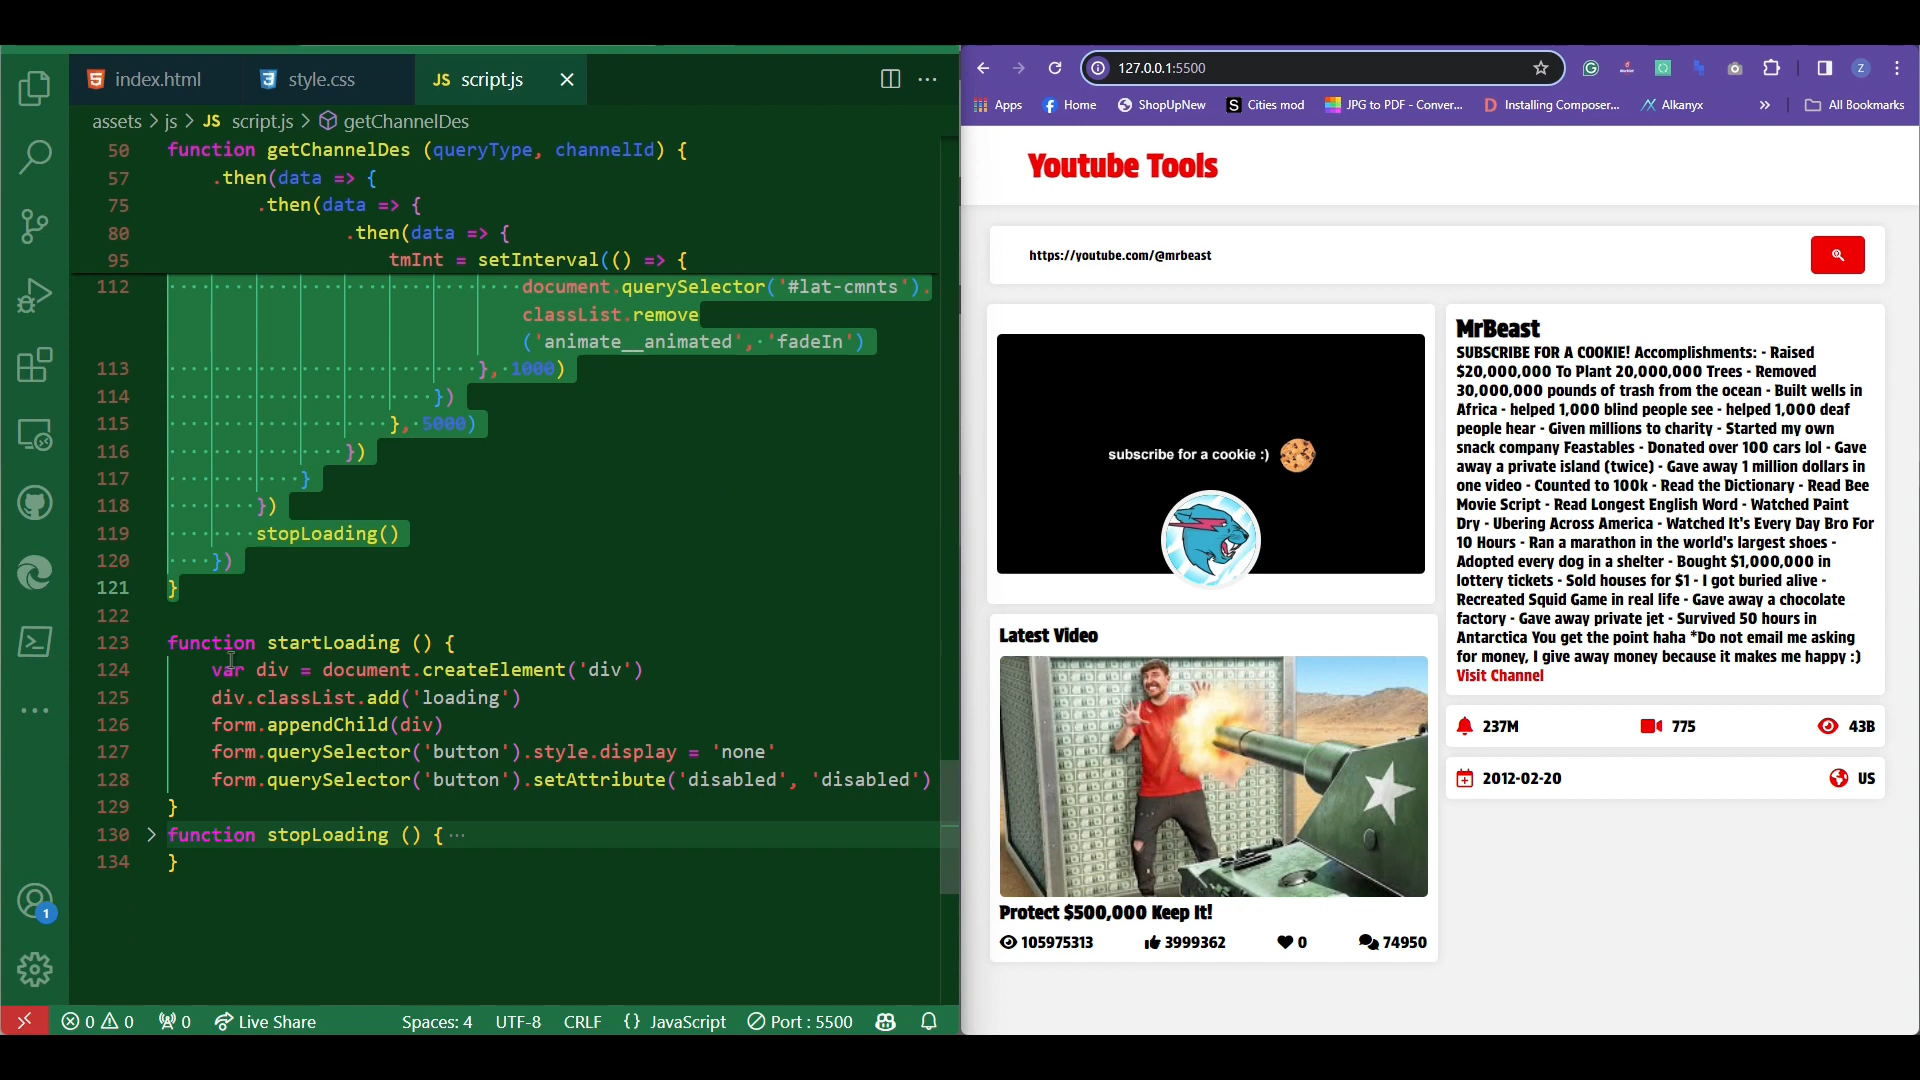 index.html
style.css
JS script.js
assets > js > JS script.js > getChannelDes
50 function getChannelDes (queryType, channelId) {
57 .then(data => {
75 .then(data => {
80 .then(data => {
95 tmInt = setInterval(() => {
112 document.querySelector('#lat-cmnts').
classList.remove
('animate__animated', 'fadeIn')
113 }, 1000)
114 })
115 }, 5000)
116 })
117 }
118 })
119 stopLoading()
120 })
121 }
122
123 function startLoading () {
124 var div = document.createElement('div')
125 div.classList.add('loading')
126 form.appendChild(div)
127 form.querySelector('button').style.display = 'none'
128 form.querySelector('button').setAttribute('disabled', 'disabled')
129 }
130 function stopLoading () {
134 }
1
0 0 0 Live Share Spaces: 4 UTF-8 CRLF {} JavaScript Port : 5500
127.0.0.1:5500
Z
Apps Home ShopUpNew S Cities mod JPG to PDF - Conver... D Installing Composer... Alkanyx » All Bookmarks
Youtube Tools
https://youtube.com/@mrbeast
subscribe for a cookie :)
MrBeast
SUBSCRIBE FOR A COOKIE! Accomplishments: - Raised
$20,000,000 To Plant 20,000,000 Trees - Removed
30,000,000 pounds of trash from the ocean - Built wells in
Africa - helped 1,000 blind people see - helped 1,000 deaf
people hear - Given millions to charity - Started my own
snack company Feastables - Donated over 100 cars lol - Gave
away a private island (twice) - Gave away 1 million dollars in
one video - Counted to 100k - Read the Dictionary - Read Bee
Movie Script - Read Longest English Word - Watched Paint
Dry - Ubering Across America - Watched It's Every Day Bro For
10 Hours - Ran a marathon in the world's largest shoes -
Adopted every dog in a shelter - Bought $1,000,000 in
lottery tickets - Sold houses for $1 - I got buried alive -
Recreated Squid Game in real life - Gave away a chocolate
factory - Gave away private jet - Survived 50 hours in
Antarctica You get the point haha *Do not email me asking
for money, I give away money because it makes me happy :)
Visit Channel
237M 775 43B
2012-02-20 US
Latest Video
Protect $500,000 Keep It!
105975313 3999362 0 74950